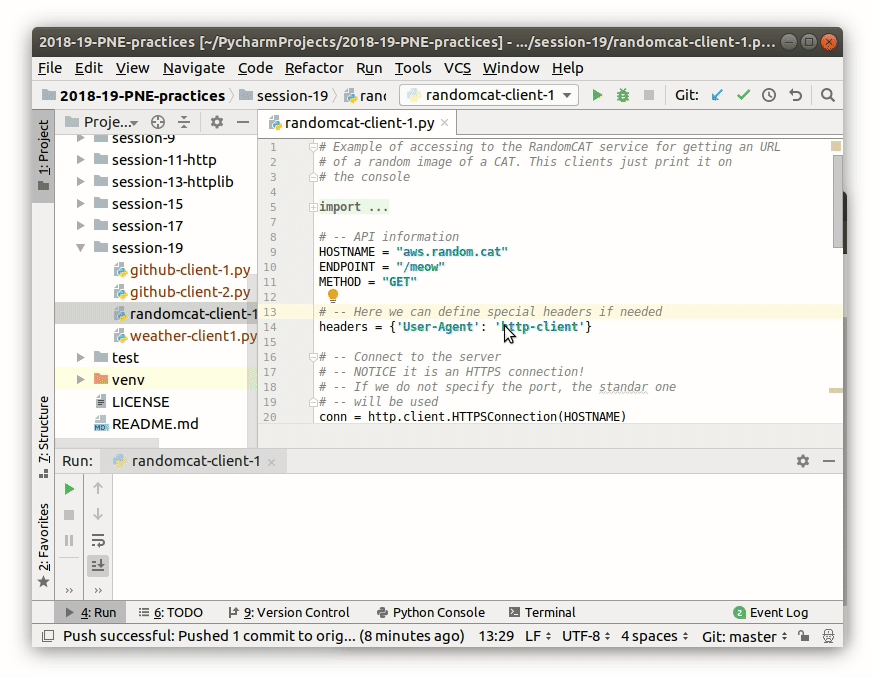 2018-19-PNE-practices [~/PycharmProjects/2018-19-PNE-practices] - .../session-19/randomcat-client-1.p...
File Edit View Navigate Code Refactor Run Tools VCS Window Help
2018-19-PNE-practices session-19 randomcat-client-1 Git:
1: Project
Proje...
randomcat-client-1.py
session-9
session-11-http
session-13-httplib
session-15
session-17
session-19
github-client-1.py
github-client-2.py
randomcat-client-1
weather-client1.py
test
venv
LICENSE
README.md
1 # Example of accessing to the RandomCAT service for getting an URL
2 # of a random image of a CAT. This clients just print it on
3 # the console
4
5 import ...
7
8 # -- API information
9 HOSTNAME = "aws.random.cat"
10 ENDPOINT = "/meow"
11 METHOD = "GET"
12
13 # -- Here we can define special headers if needed
14 headers = {'User-Agent': 'http-client'}
15
16 # -- Connect to the server
17 # -- NOTICE it is an HTTPS connection!
18 # -- If we do not specify the port, the standar one
19 # -- will be used
20 conn = http.client.HTTPSConnection(HOSTNAME)
7: Structure
2: Favorites
Run: randomcat-client-1
4: Run 6: TODO 9: Version Control Python Console Terminal 2 Event Log
Push successful: Pushed 1 commit to orig... (8 minutes ago) 13:29 LF UTF-8 4 spaces Git: master